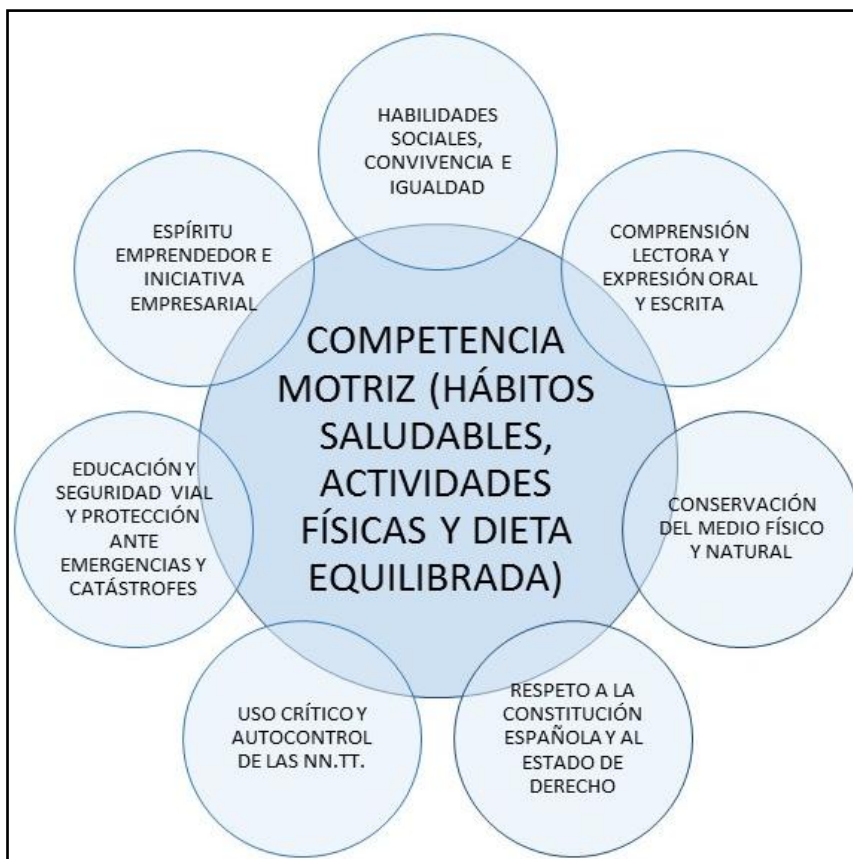 HABILIDADES
SOCIALES,
CONVIVENCIA E
IGUALDAD
ESPÍRITU
EMPRENDEDOR E
INICIATIVA
EMPRESARIAL
COMPRENSIÓN
LECTORA Y
EXPRESIÓN ORAL
Y ESCRITA
COMPETENCIA
MOTRIZ (HÁBITOS
SALUDABLES,
ACTIVIDADES
FÍSICAS Y DIETA
EQUILIBRADA)
EDUCACIÓN Y
SEGURIDAD VIAL
Y PROTECCIÓN
ANTE
EMERGENCIAS Y
CATÁSTROFES
CONSERVACIÓN
DEL MEDIO FÍSICO
Y NATURAL
USO CRÍTICO Y
AUTOCONTROL
DE LAS NN.TT.
RESPETO A LA
CONSTITUCIÓN
ESPAÑOLA Y AL
ESTADO DE
DERECHO